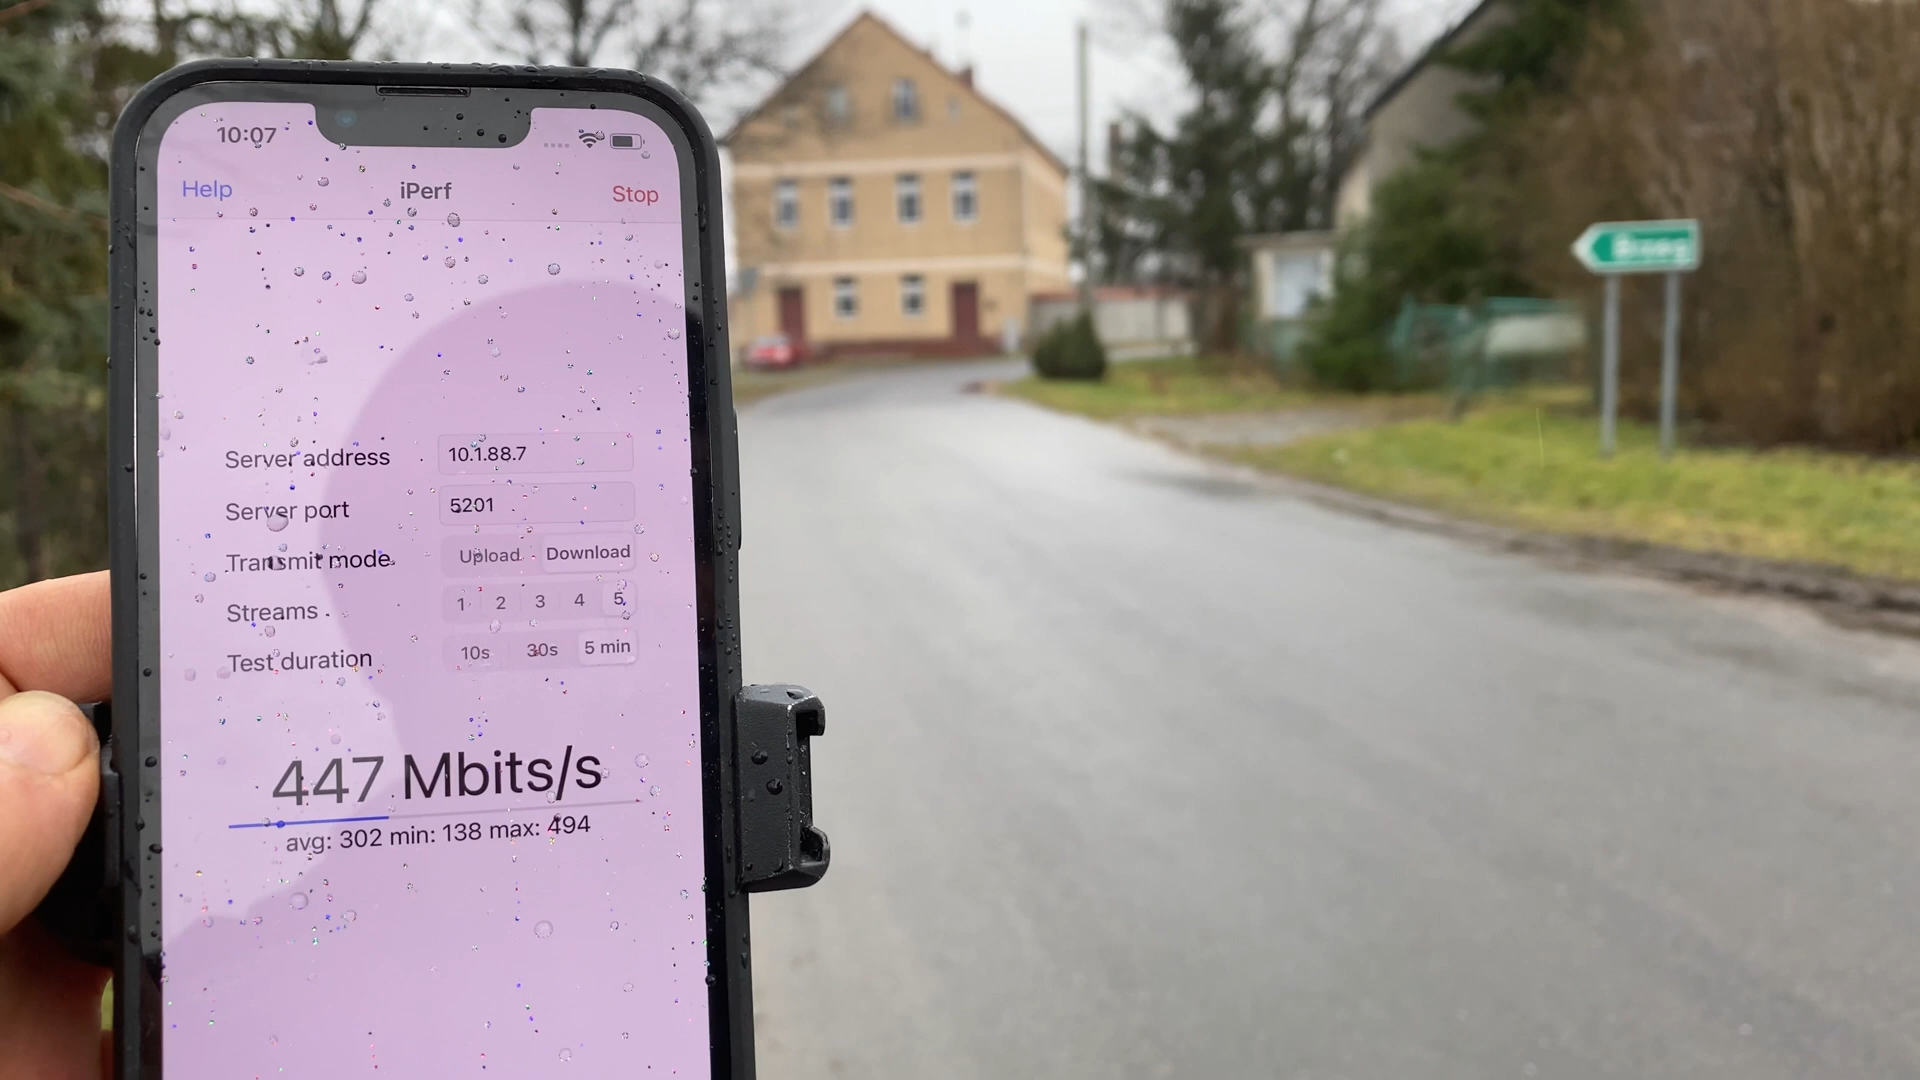 10:07
Help iPerf Stop
Server address 10.1.88.7
Server port 5201
Transmit mode Upload Download
Streams 1 2 3 4 5
Test duration 10s 30s 5 min
447 Mbits/s
avg: 302 min: 138 max: 494
Brzeg